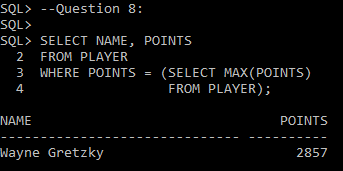 SQL> --Question 8:
SQL>
SQL> SELECT NAME, POINTS
  2  FROM PLAYER
  3  WHERE POINTS = (SELECT MAX(POINTS)
  4                  FROM PLAYER);
NAME                               POINTS
------------------------------ ----------
Wayne Gretzky                        2857